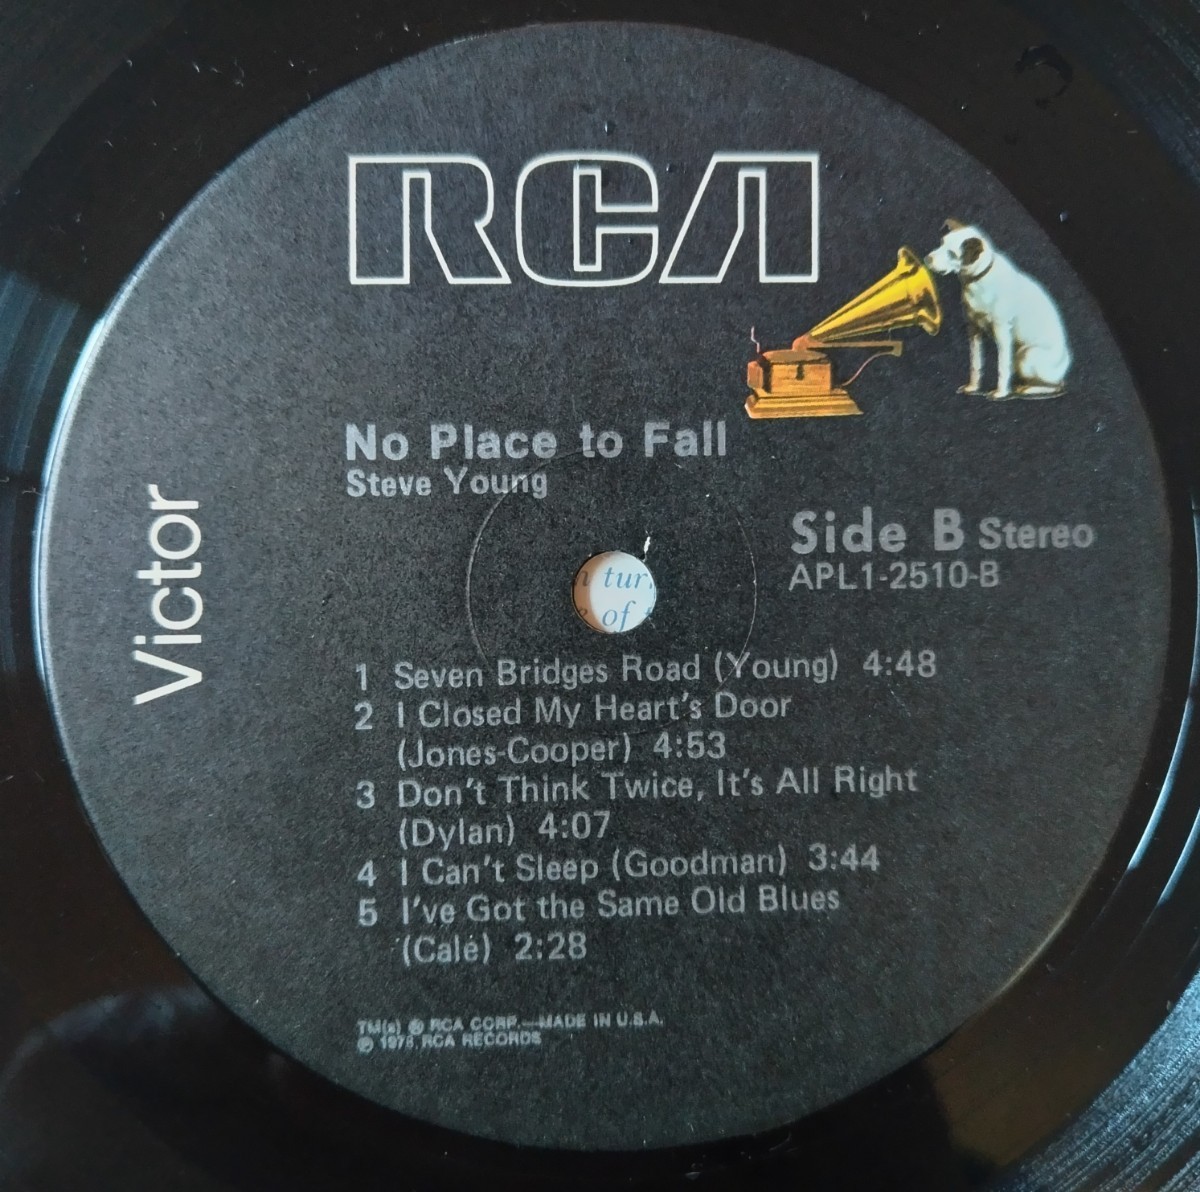 RCA
Victor
No Place to Fall
Steve Young
Side B Stereo
APL1-2510-B
1 Seven Bridges Road (Young) 4:48
2 I Closed My Heart's Door
(Jones-Cooper) 4:53
3 Don't Think Twice, It's All Right
(Dylan) 4:07
4 I Can't Sleep (Goodman) 3:44
5 I've Got the Same Old Blues
(Cale) 2:28
TM(s) ® RCA CORP.—MADE IN U.S.A.
℗ 1978, RCA RECORDS
of